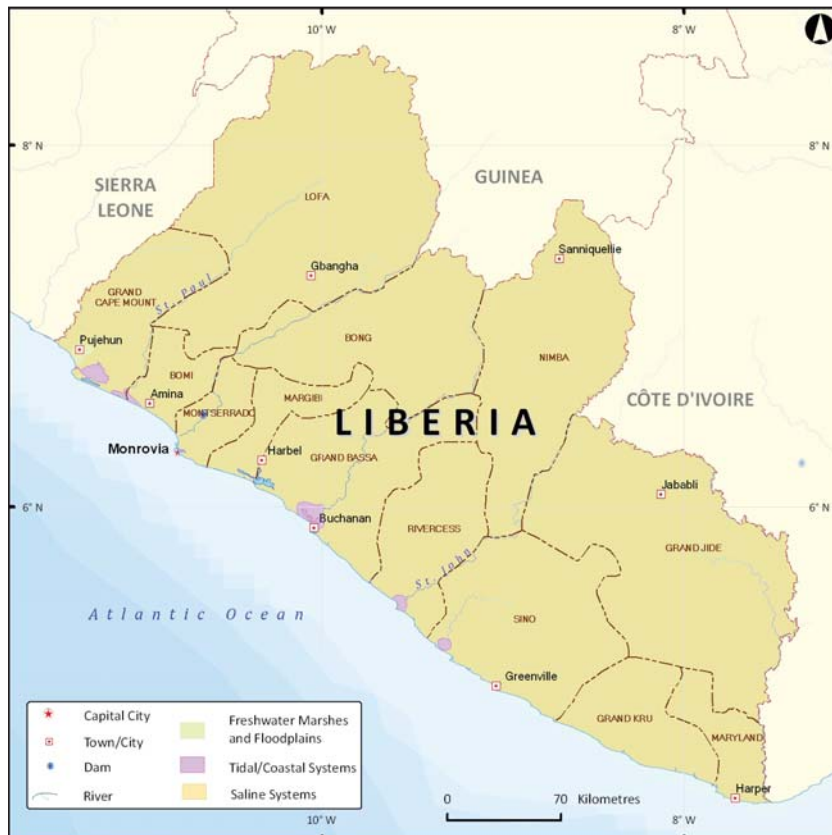 10° W
8° W
8° N
8° N
SIERRA
LEONE
GUINEA
LOFA
Sanniquellie
Gbangha
St. Paul
GRAND
CAPE MOUNT
BONG
Pujehun
NIMBA
BOMI
Amina
MARGIBI
CÔTE D'IVOIRE
MONTSERRADO
LIBERIA
Monrovia
Harbel
GRAND BASSA
Jababli
6° N
6° N
Buchanan
RIVERCESS
GRAND JIDE
St. John
Atlantic Ocean
SINO
Greenville
GRAND KRU
MARYLAND
Harper
Capital City
Town/City
Dam
River
Freshwater Marshes
and Floodplains
Tidal/Coastal Systems
Saline Systems
0 70 Kilometres
10° W
8° W